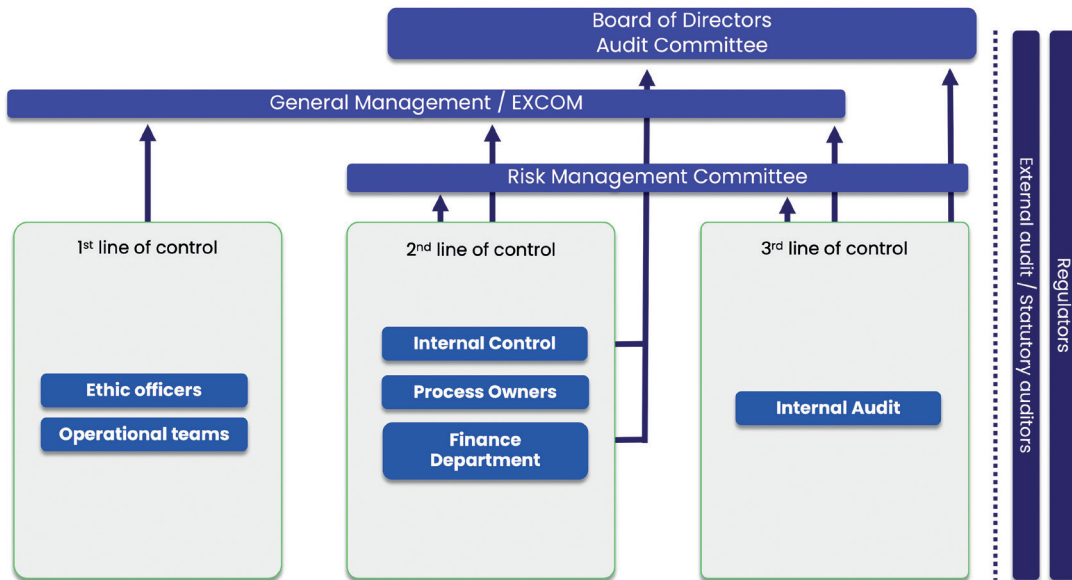 Board of Directors
Audit Committee
General Management / EXCOM
Risk Management Committee
1st line of control
Ethic officers
Operational teams
2nd line of control
Internal Control
Process Owners
Finance
Department
3rd line of control
Internal Audit
External audit / Statutory auditors
Regulators